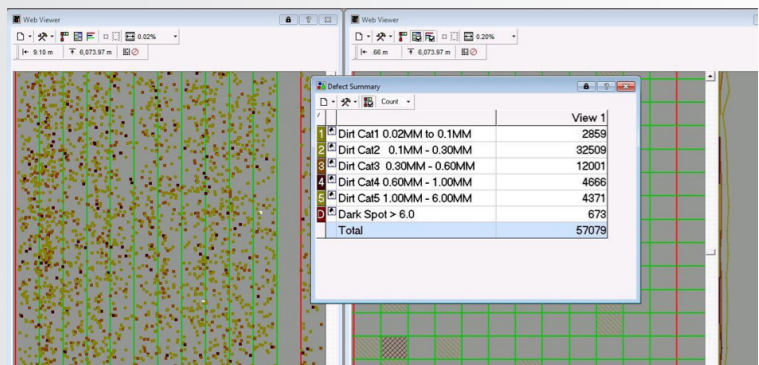 Web Viewer
0.02%
9.10 m
6,073.97 m
Web Viewer
0.20%
.66 m
6,073.97 m
Defect Summary
Count
View 1
1 Dirt Cat1 0.02MM to 0.1MM 2859
2 Dirt Cat2 0.1MM - 0.30MM 32509
3 Dirt Cat3 0.30MM - 0.60MM 12001
4 Dirt Cat4 0.60MM - 1.00MM 4666
5 Dirt Cat5 1.00MM - 6.00MM 4371
D Dark Spot > 6.0 673
Total 57079